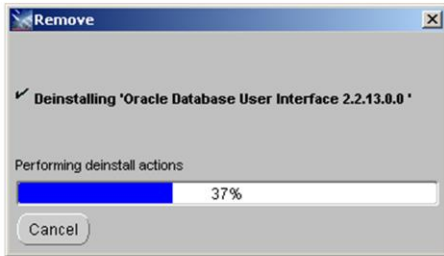 Remove
Deinstalling 'Oracle Database User Interface 2.2.13.0.0 '
Performing deinstall actions
37%
Cancel